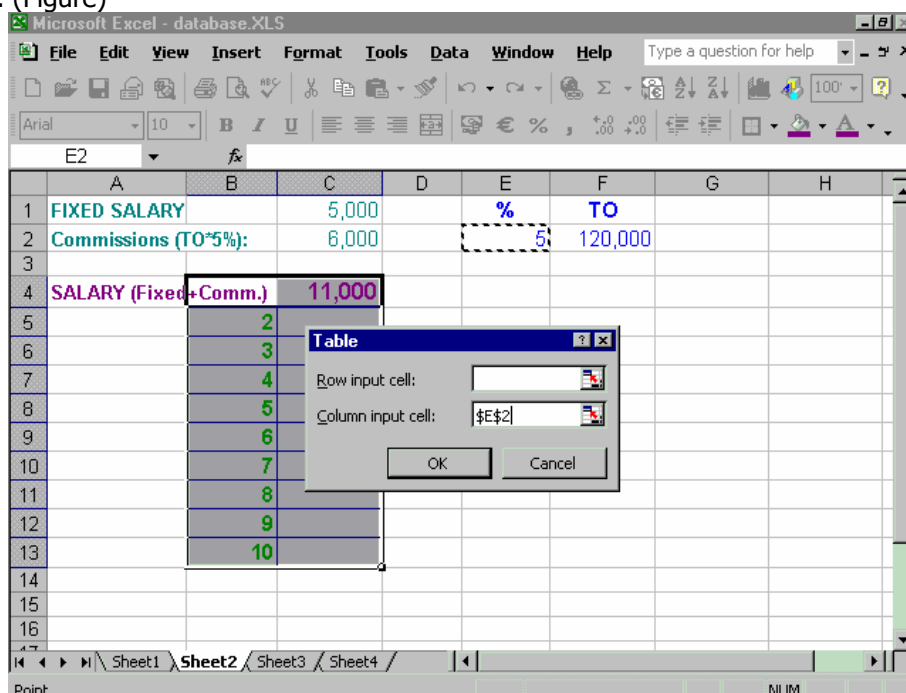 . (Figure)
Microsoft Excel - database.XLS
File Edit View Insert Format Tools Data Window Help Type a question for help
Arial 10 B I U € % ,
E2 fx
A B C D E F G H
1 FIXED SALARY 5,000 % TO
2 Commissions (TO*5%): 6,000 5 120,000
3
4 SALARY (Fixed+Comm.) 11,000
5 2
Table
6 3
7 4 Row input cell:
8 5 Column input cell: $E$2
9 6
10 7 OK Cancel
11 8
12 9
13 10
14
15
16
17
Sheet1 Sheet2 Sheet3 Sheet4
Point NUM